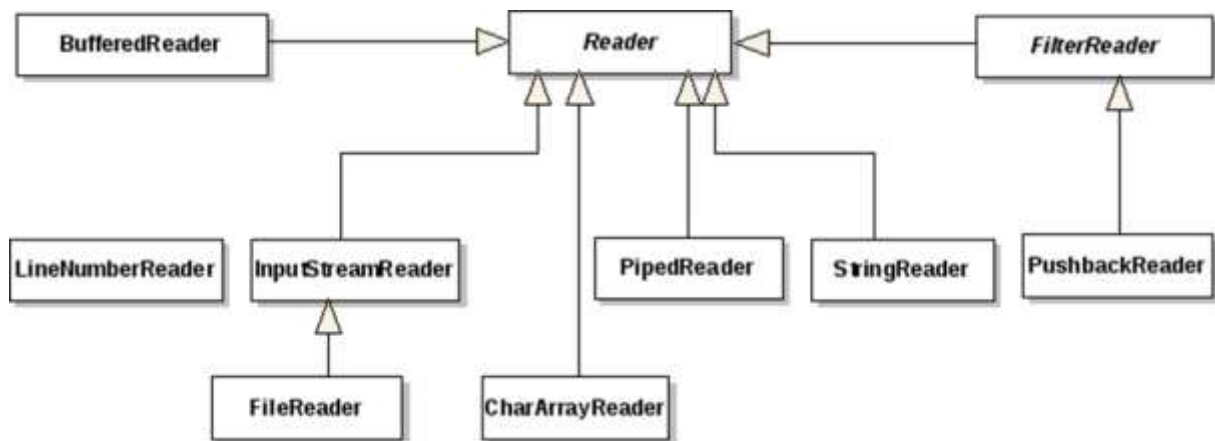 BufferedReader
Reader
FilterReader
LineNumberReader
InputStreamReader
PipedReader
StringReader
PushbackReader
FileReader
CharArrayReader